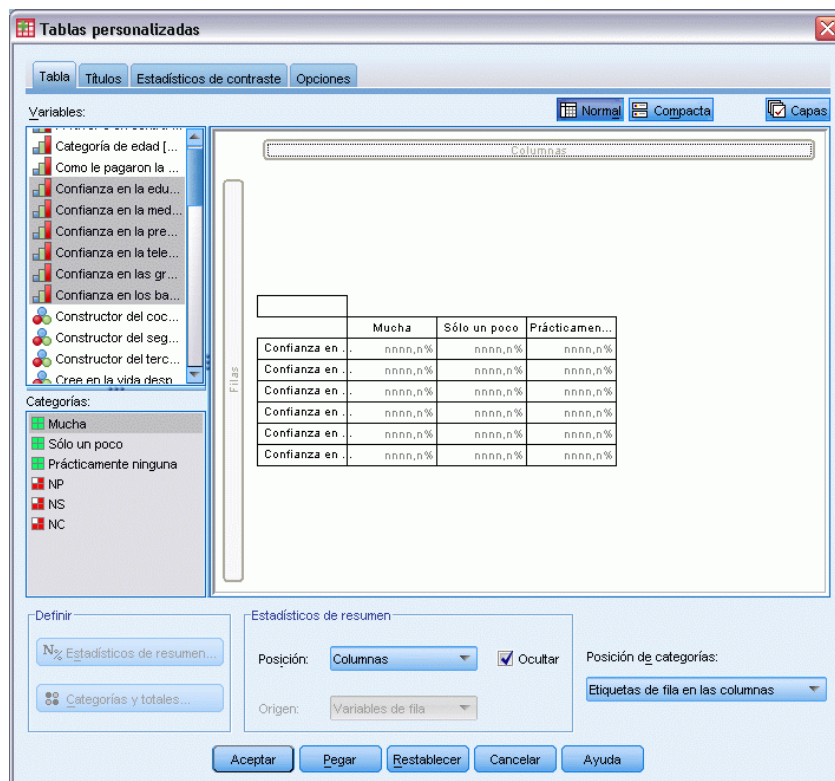 Tablas personalizadas
Tabla Títulos Estadísticos de contraste Opciones
Variables:
Normal Compacta Capas
Categoría de edad [...
Como le pagaron la ...
Confianza en la edu...
Confianza en la med...
Confianza en la pre...
Confianza en la tele...
Confianza en las gr...
Confianza en los ba...
Constructor del coc...
Constructor del seg...
Constructor del terc...
Cree en la vida desp
Categorías:
Mucha
Sólo un poco
Prácticamente ninguna
NP
NS
NC
Columnas
Filas
Mucha Sólo un poco Prácticamen...
Confianza en ... nnnn,n% nnnn,n% nnnn,n%
Confianza en ... nnnn,n% nnnn,n% nnnn,n%
Confianza en ... nnnn,n% nnnn,n% nnnn,n%
Confianza en ... nnnn,n% nnnn,n% nnnn,n%
Confianza en ... nnnn,n% nnnn,n% nnnn,n%
Confianza en ... nnnn,n% nnnn,n% nnnn,n%
Definir
N% Estadísticos de resumen...
Categorías y totales...
Estadísticos de resumen
Posición: Columnas Ocultar
Origen: Variables de fila
Posición de categorías:
Etiquetas de fila en las columnas
Aceptar Pegar Restablecer Cancelar Ayuda